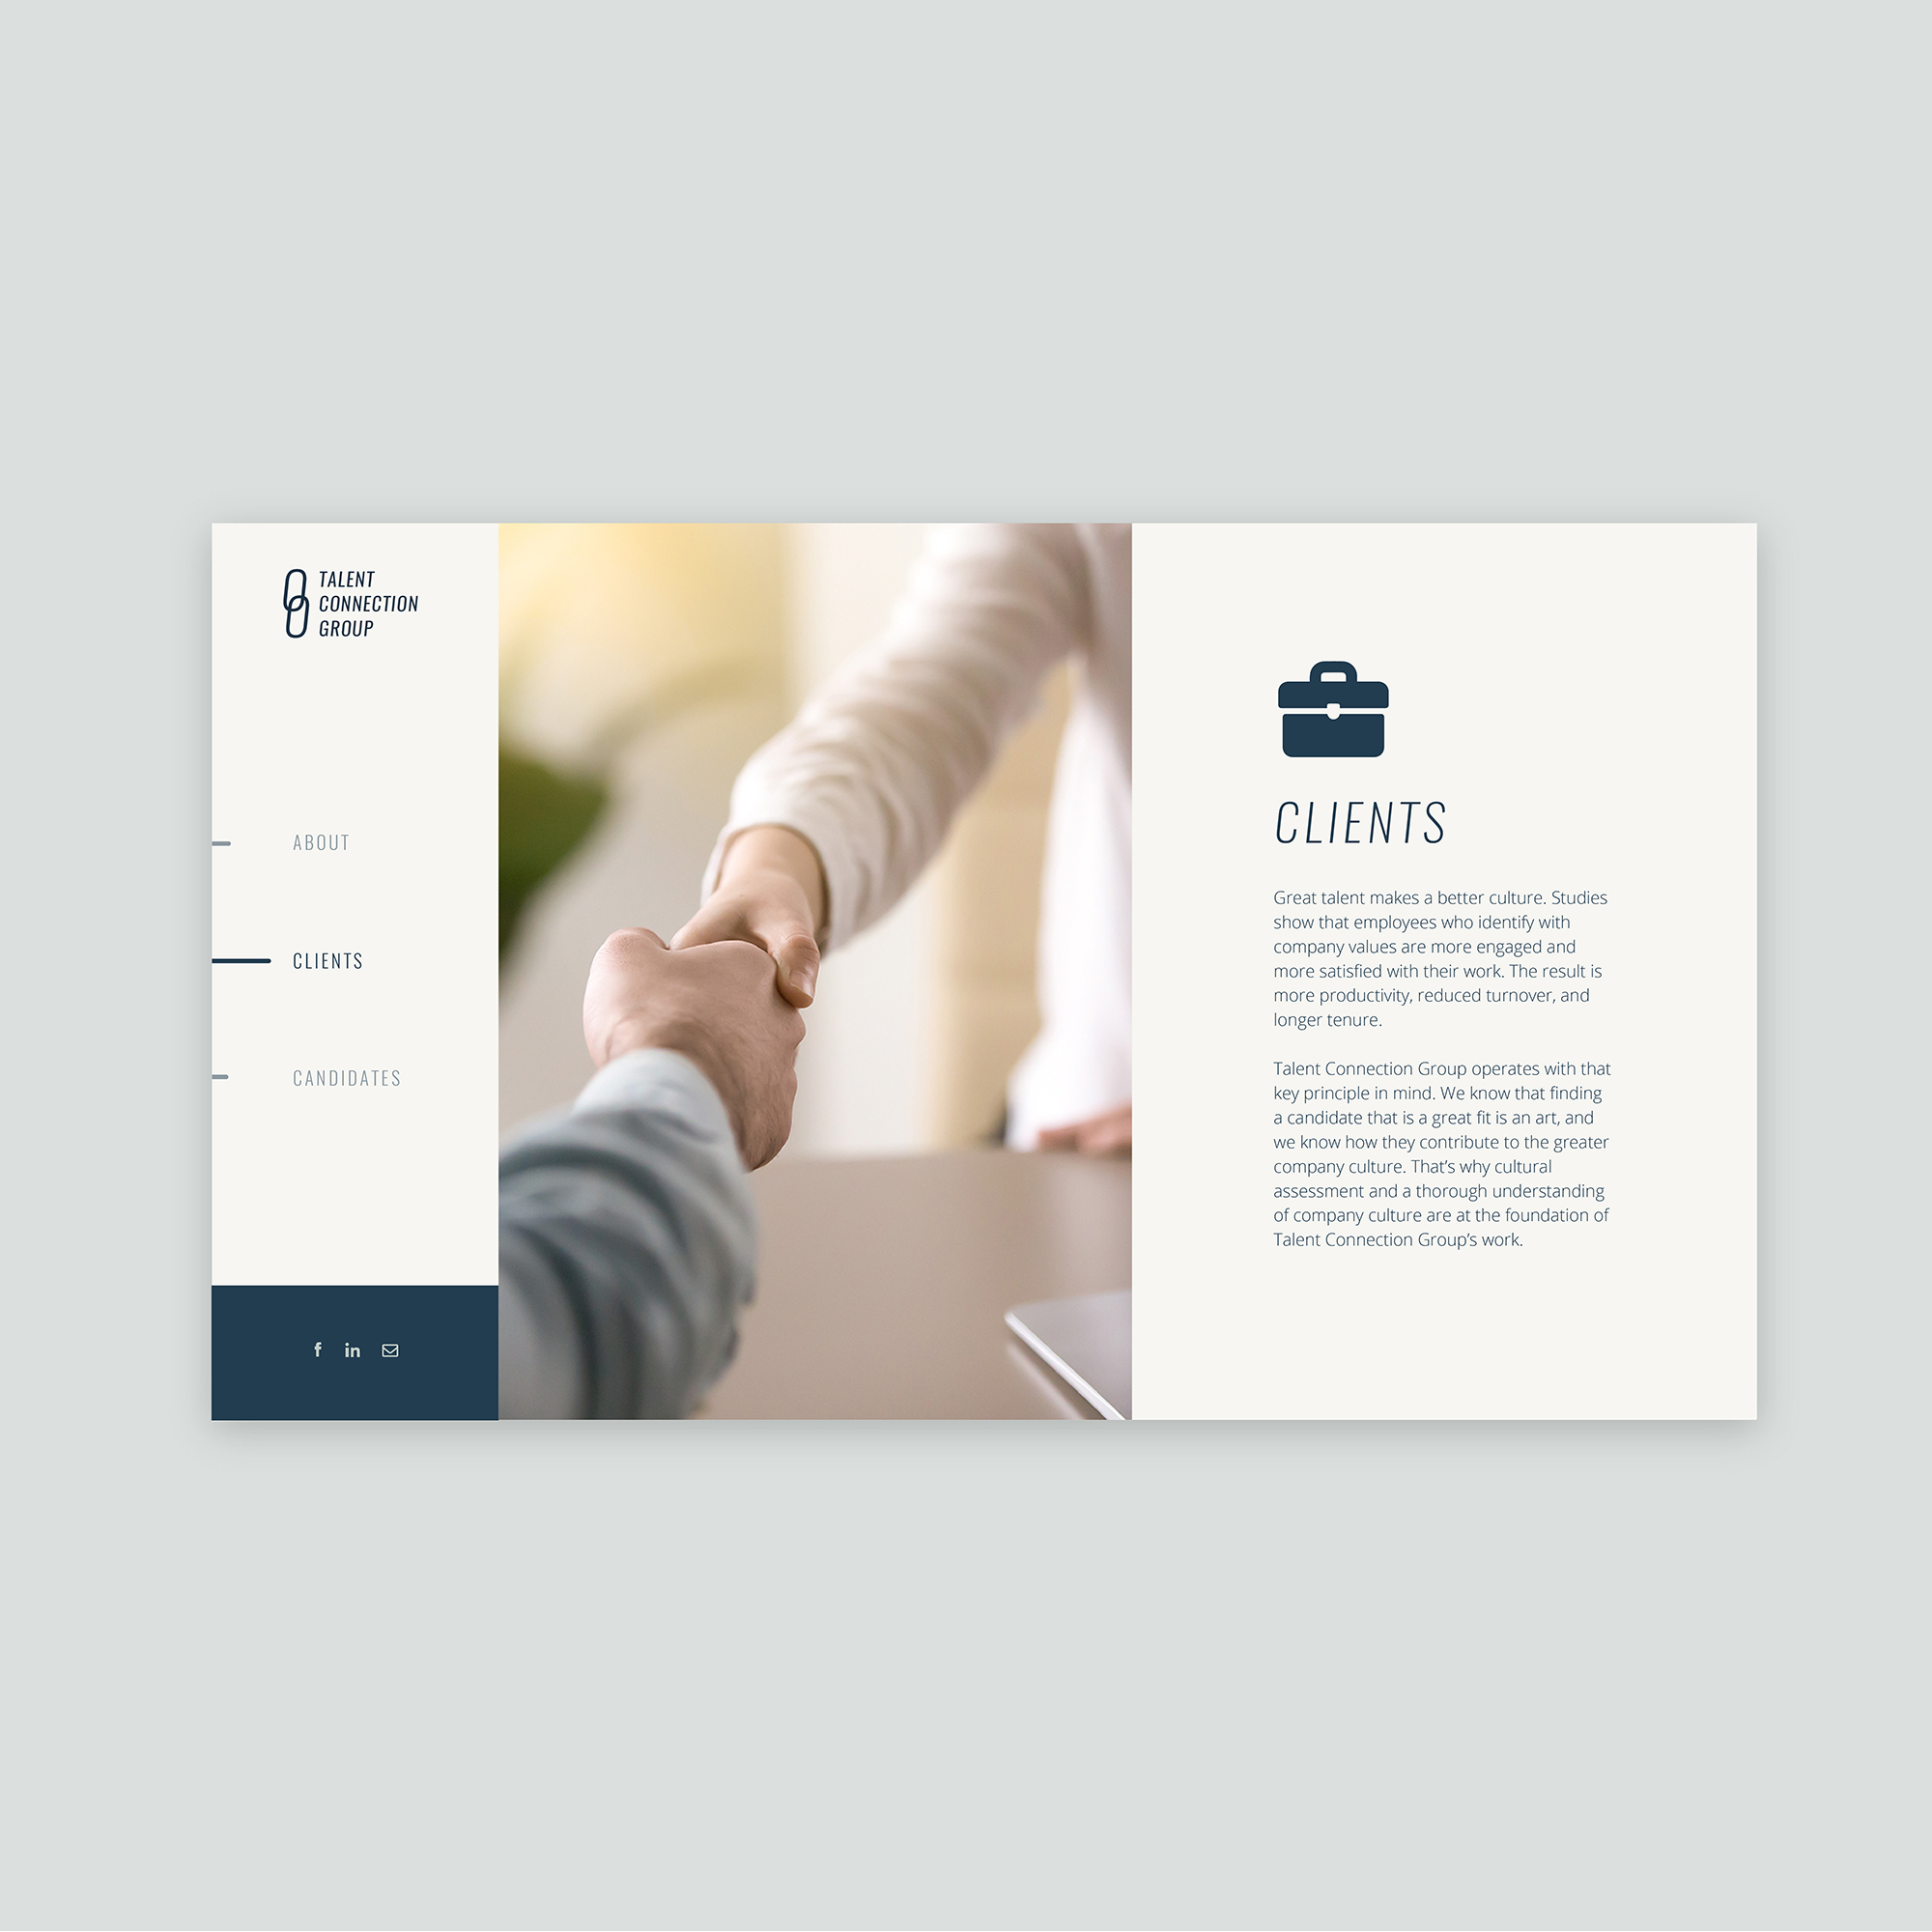 TALENT
CONNECTION
GROUP
ABOUT
CLIENTS
CANDIDATES
f in
CLIENTS
Great talent makes a better culture. Studies
show that employees who identify with
company values are more engaged and
more satisfied with their work. The result is
more productivity, reduced turnover, and
longer tenure.
Talent Connection Group operates with that
key principle in mind. We know that finding
a candidate that is a great fit is an art, and
we know how they contribute to the greater
company culture. That’s why cultural
assessment and a thorough understanding
of company culture are at the foundation of
Talent Connection Group’s work.